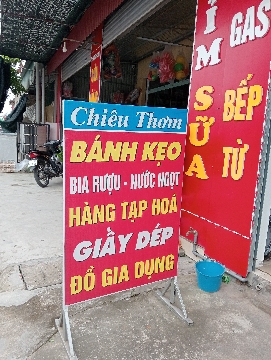 Chiêu Thơm
BÁNH KẸO
BIA RƯỢU - NƯỚC NGỌT
HÀNG TẠP HOÁ
GIẦY DÉP
ĐỒ GIA DỤNG
ỈM SỮA
GAS
BẾP
TỪ